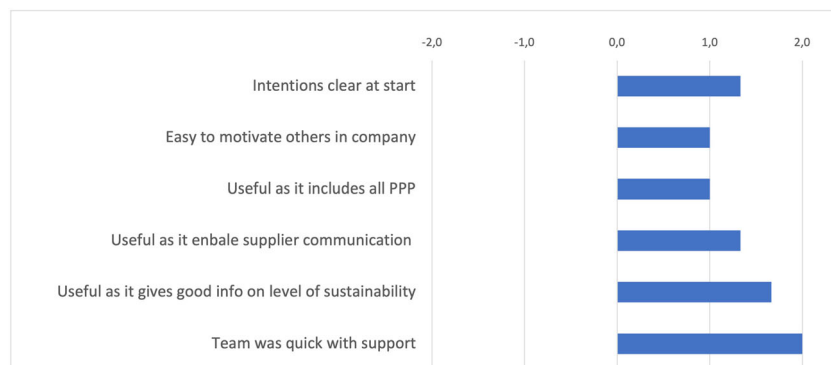 -2,0 -1,0 0,0 1,0 2,0
Intentions clear at start
Easy to motivate others in company
Useful as it includes all PPP
Useful as it enbale supplier communication
Useful as it gives good info on level of sustainability
Team was quick with support